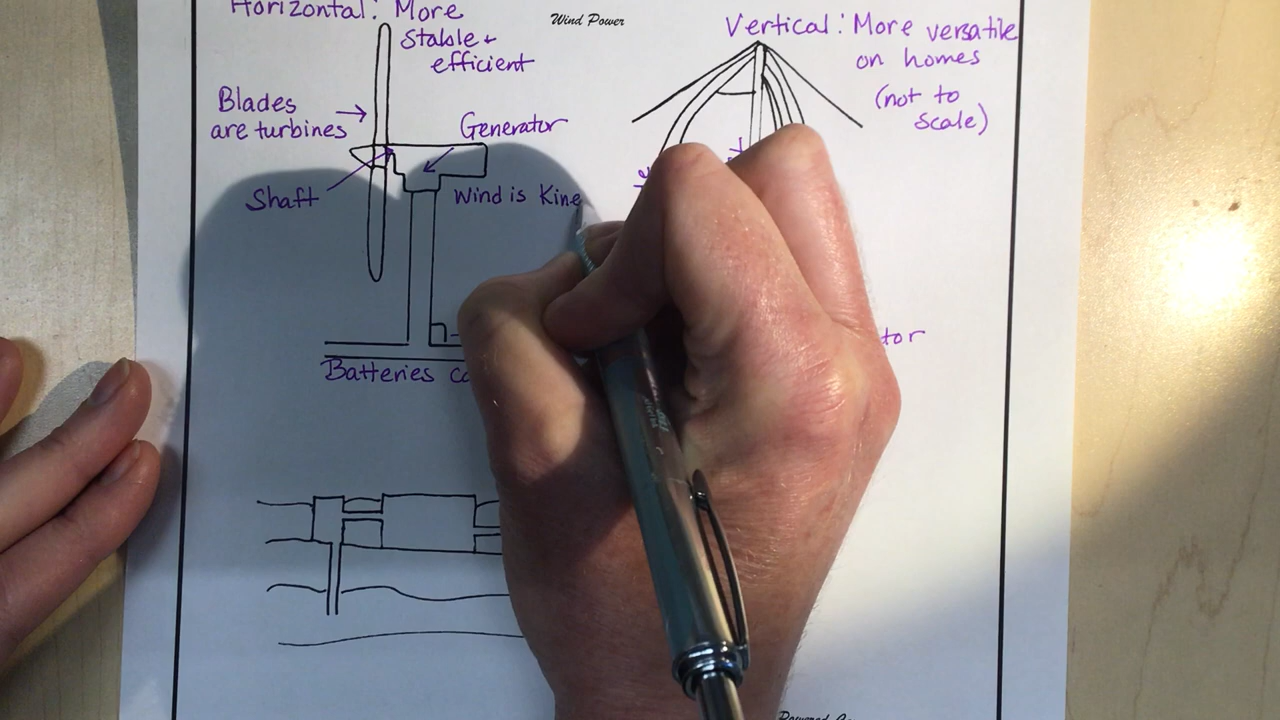 Horizontal: More
Stable +
efficient
Wind Power
Vertical: More versatile
on homes
(not to
scale)
Blades
are turbines
Generator
Shaft
Wind is Kine
Batteries